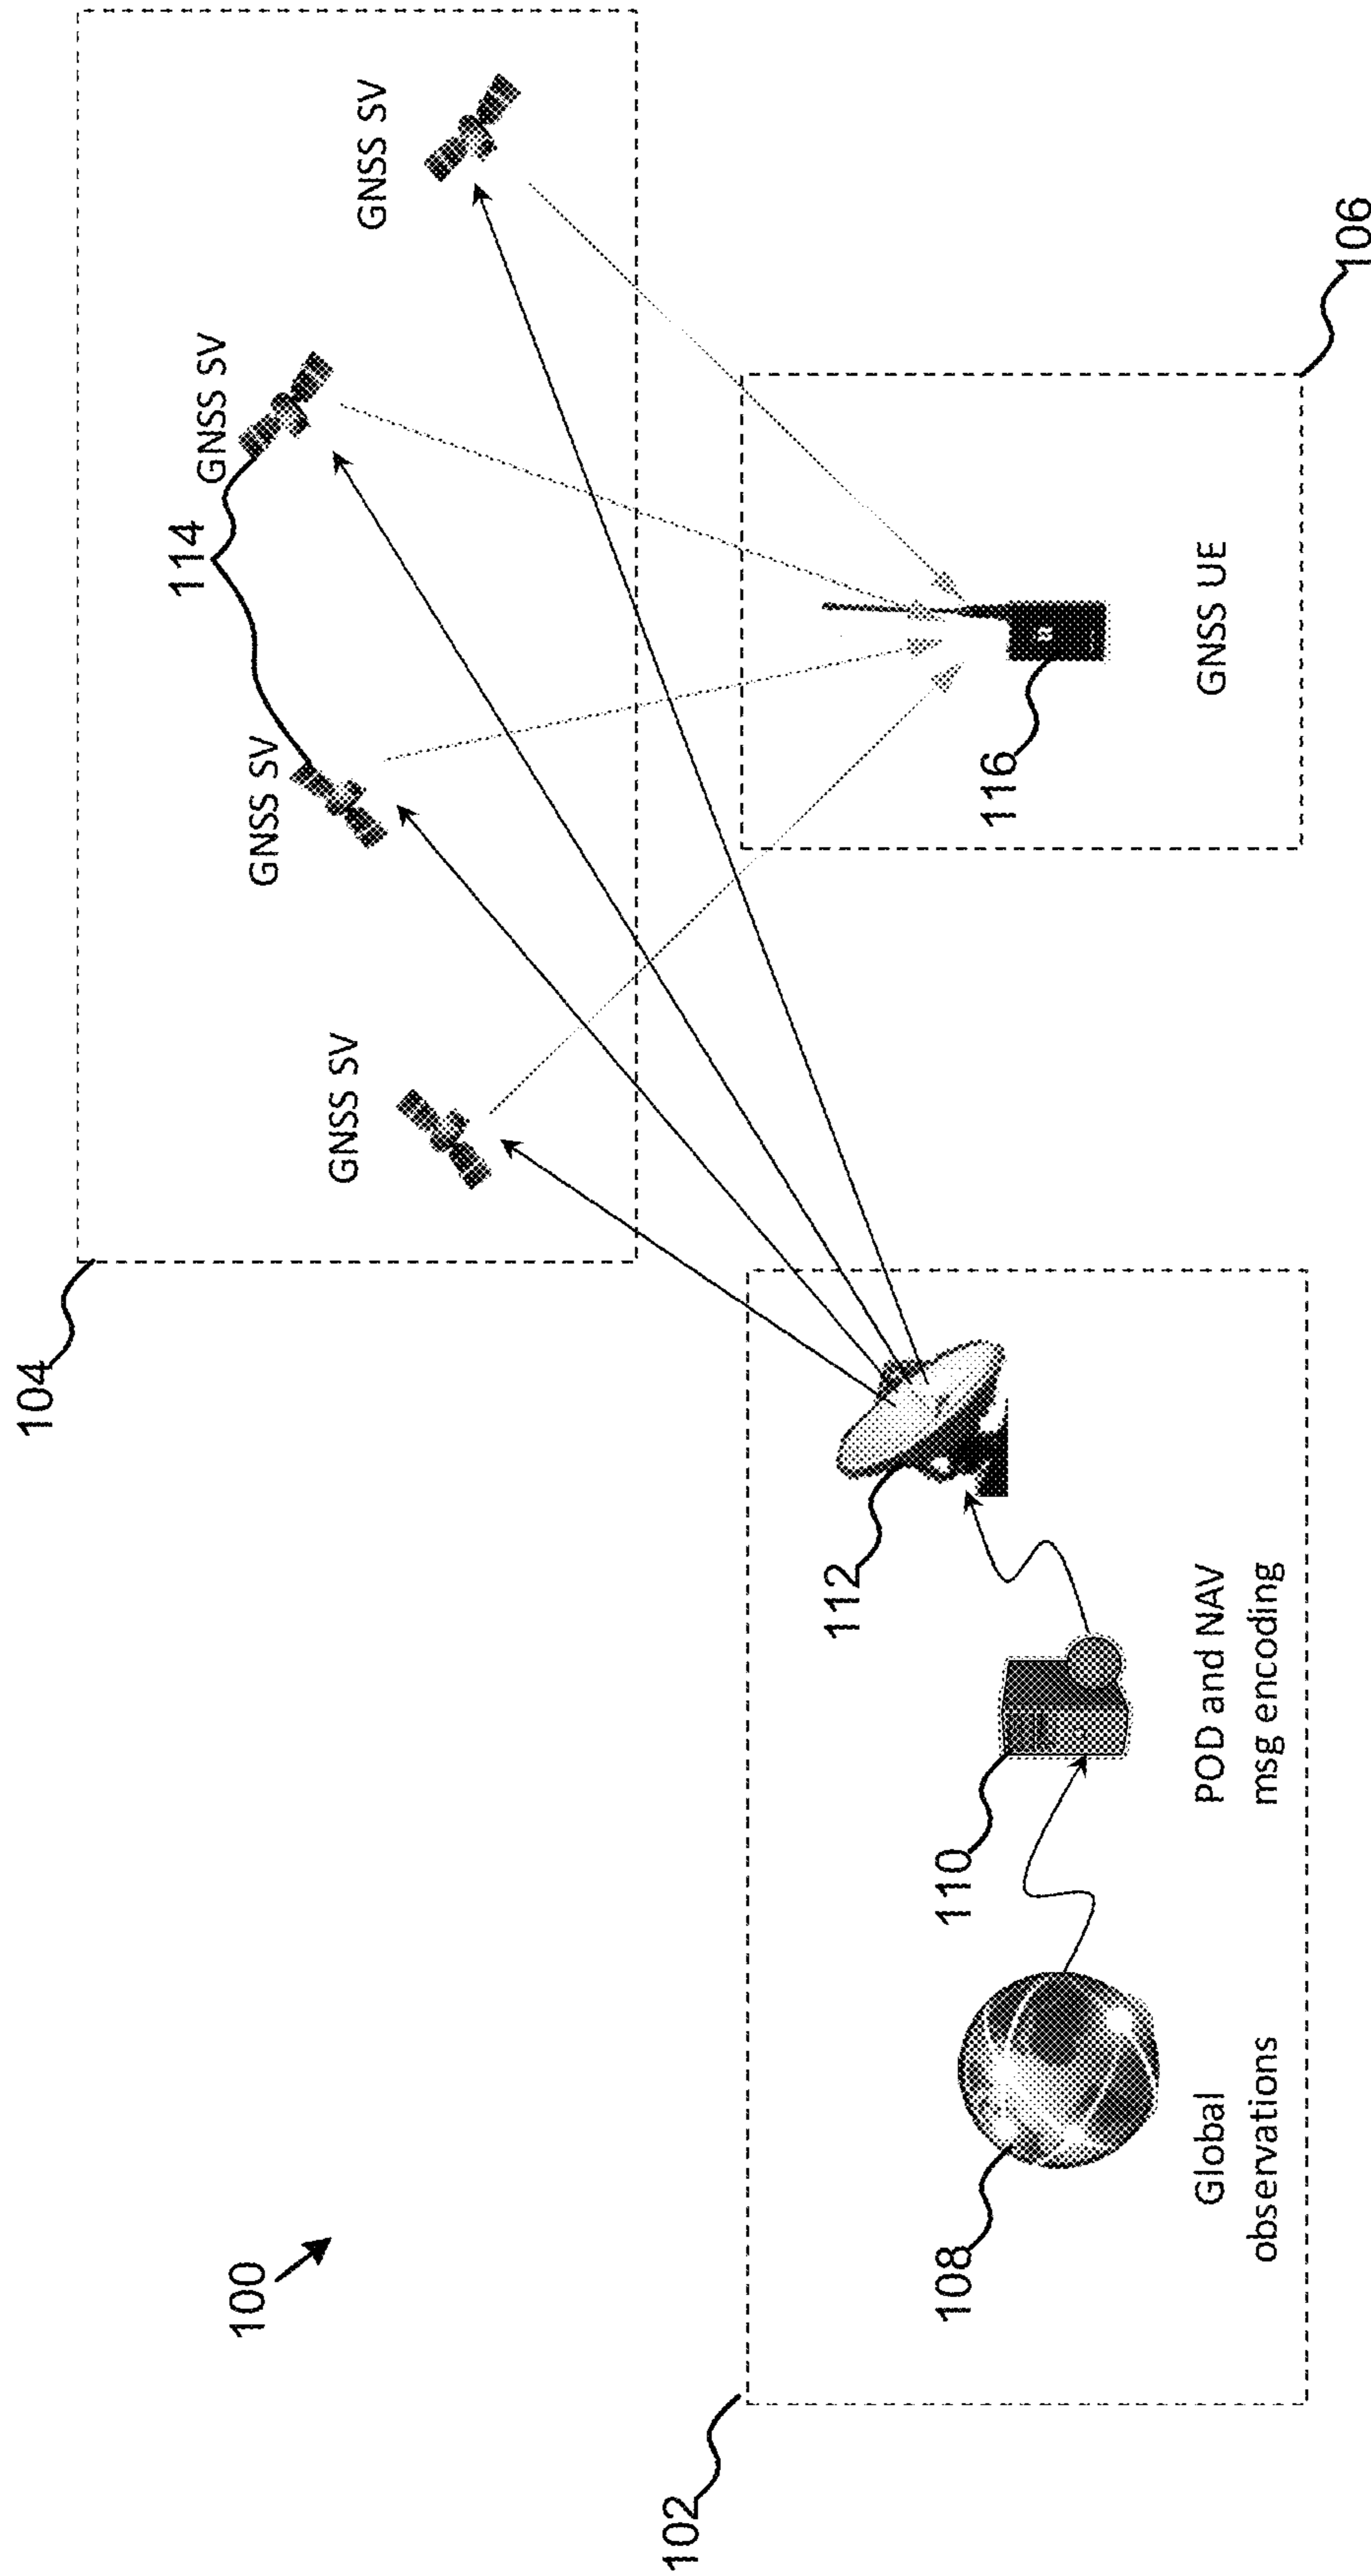 104
GNSS SV
114
GNSS SV
GNSS SV
GNSS SV
100
102
108
Global
observations
110
POD and NAV
msg encoding
112
116
GNSS UE
106